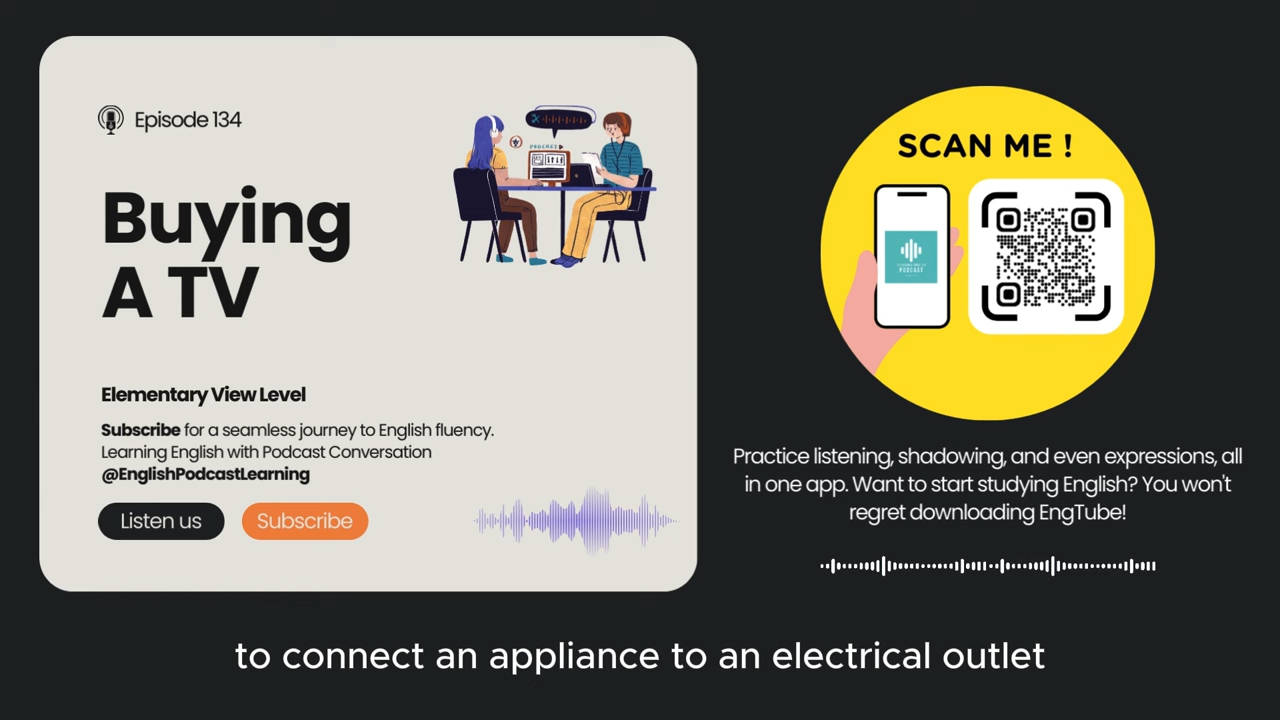 Episode 134
PODCAST
Buying
A TV
Elementary View Level
Subscribe for a seamless journey to English fluency.
Learning English with Podcast Conversation
@EnglishPodcastLearning
Listen us
Subscribe
SCAN ME !
PODCAST
Practice listening, shadowing, and even expressions, all
in one app. Want to start studying English? You won't
regret downloading EngTube!
to connect an appliance to an electrical outlet